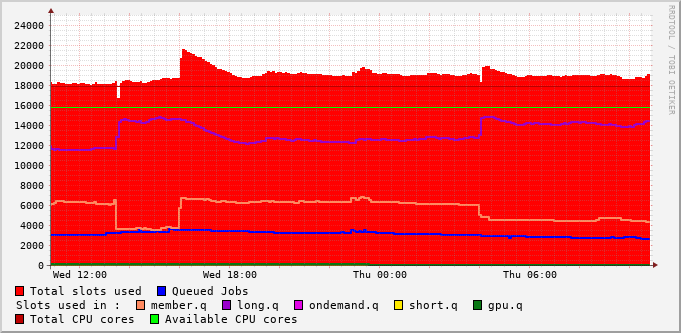 RRDTOOL / TOBI OETIKER
24000
22000
20000
18000
16000
14000
12000
10000
8000
6000
4000
2000
0
Wed 12:00 Wed 18:00 Thu 00:00 Thu 06:00
Total slots used Queued Jobs
Slots used in : member.q long.q ondemand.q short.q gpu.q
Total CPU cores Available CPU cores